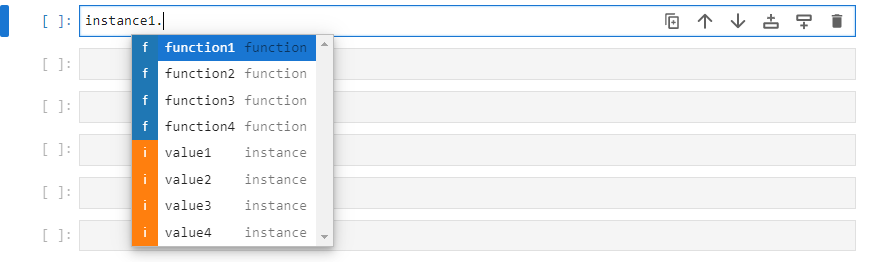 [ ]: instance1.
[ ]: f function1 function
f function2 function
[ ]: f function3 function
f function4 function
[ ]: i value1 instance
i value2 instance
[ ]: i value3 instance
[ ]: i value4 instance